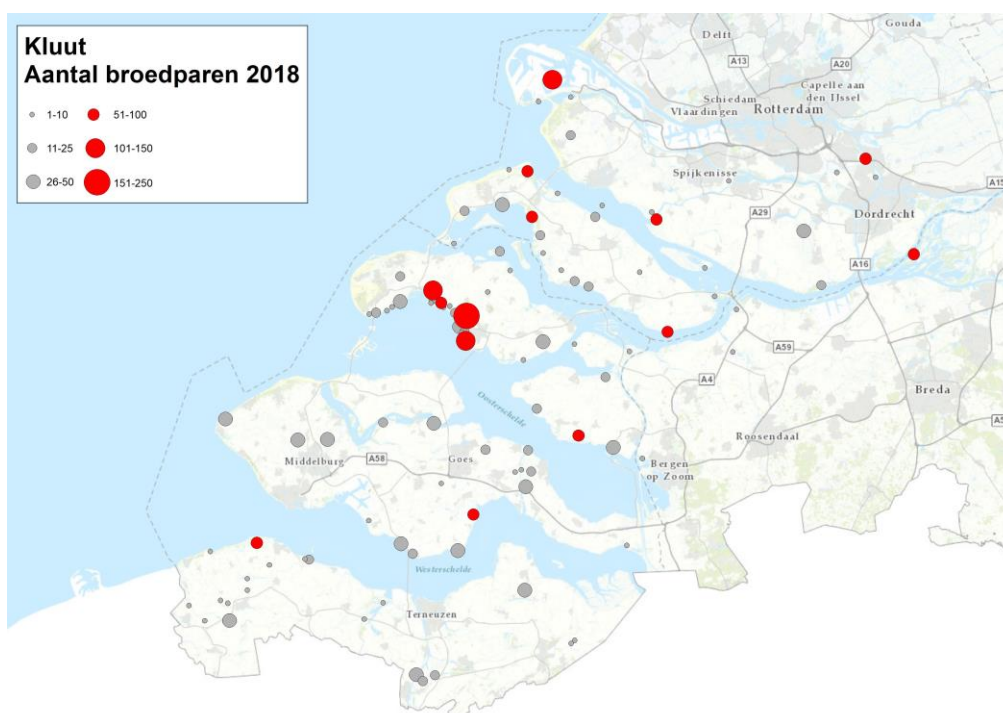 Kluut
Aantal broedparen 2018
1-10
51-100
11-25
101-150
26-50
151-250
Gouda
Delft
A13
A20
Capelle aan
den IJssel
Schiedam
Vlaardingen
Rotterdam
Spijkenisse
A15
A29
Dordrecht
A16
A59
A4
Breda
Oosterschelde
Roosendaal
Middelburg
A58
Goes
Bergen
op Zoom
Westerschelde
Terneuzen